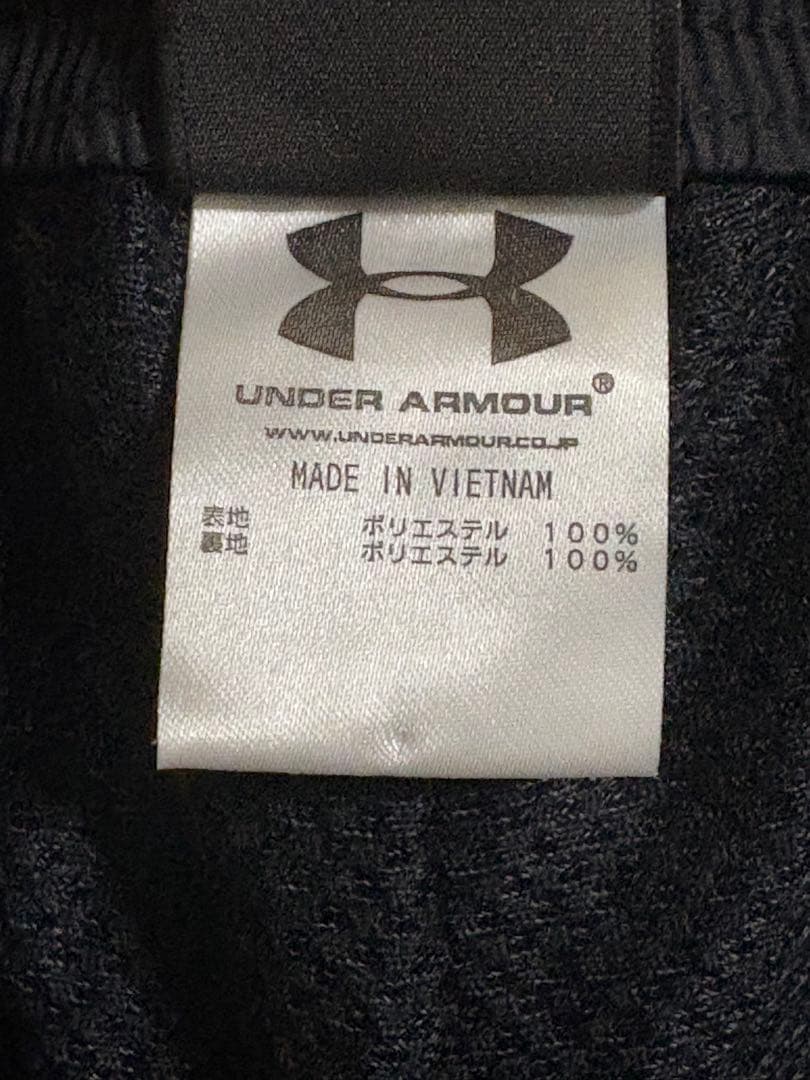 UNDER ARMOUR®
WWW.UNDERARMOUR.CO.JP
MADE IN VIETNAM
表地 ポリエステル 100%
裏地 ポリエステル 100%